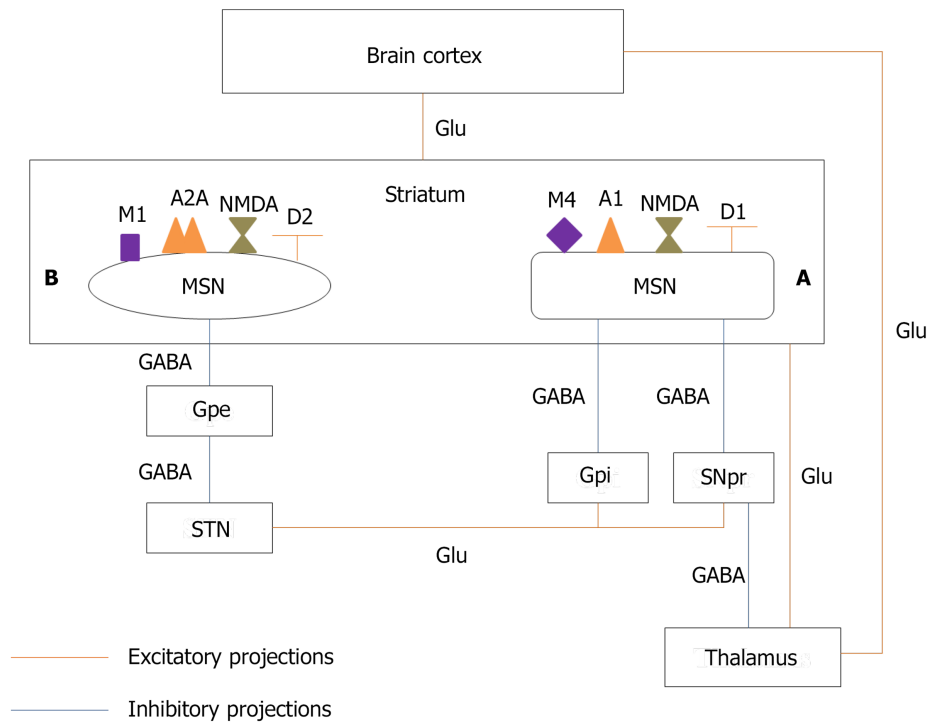 Brain cortex
Glu
Striatum
M1
A2A
NMDA
D2
M4
A1
NMDA
D1
B
MSN
MSN
A
Glu
GABA
GABA
GABA
Gpe
GABA
Gpi
SNpr
Glu
STN
Glu
GABA
Thalamus
Excitatory projections
Inhibitory projections